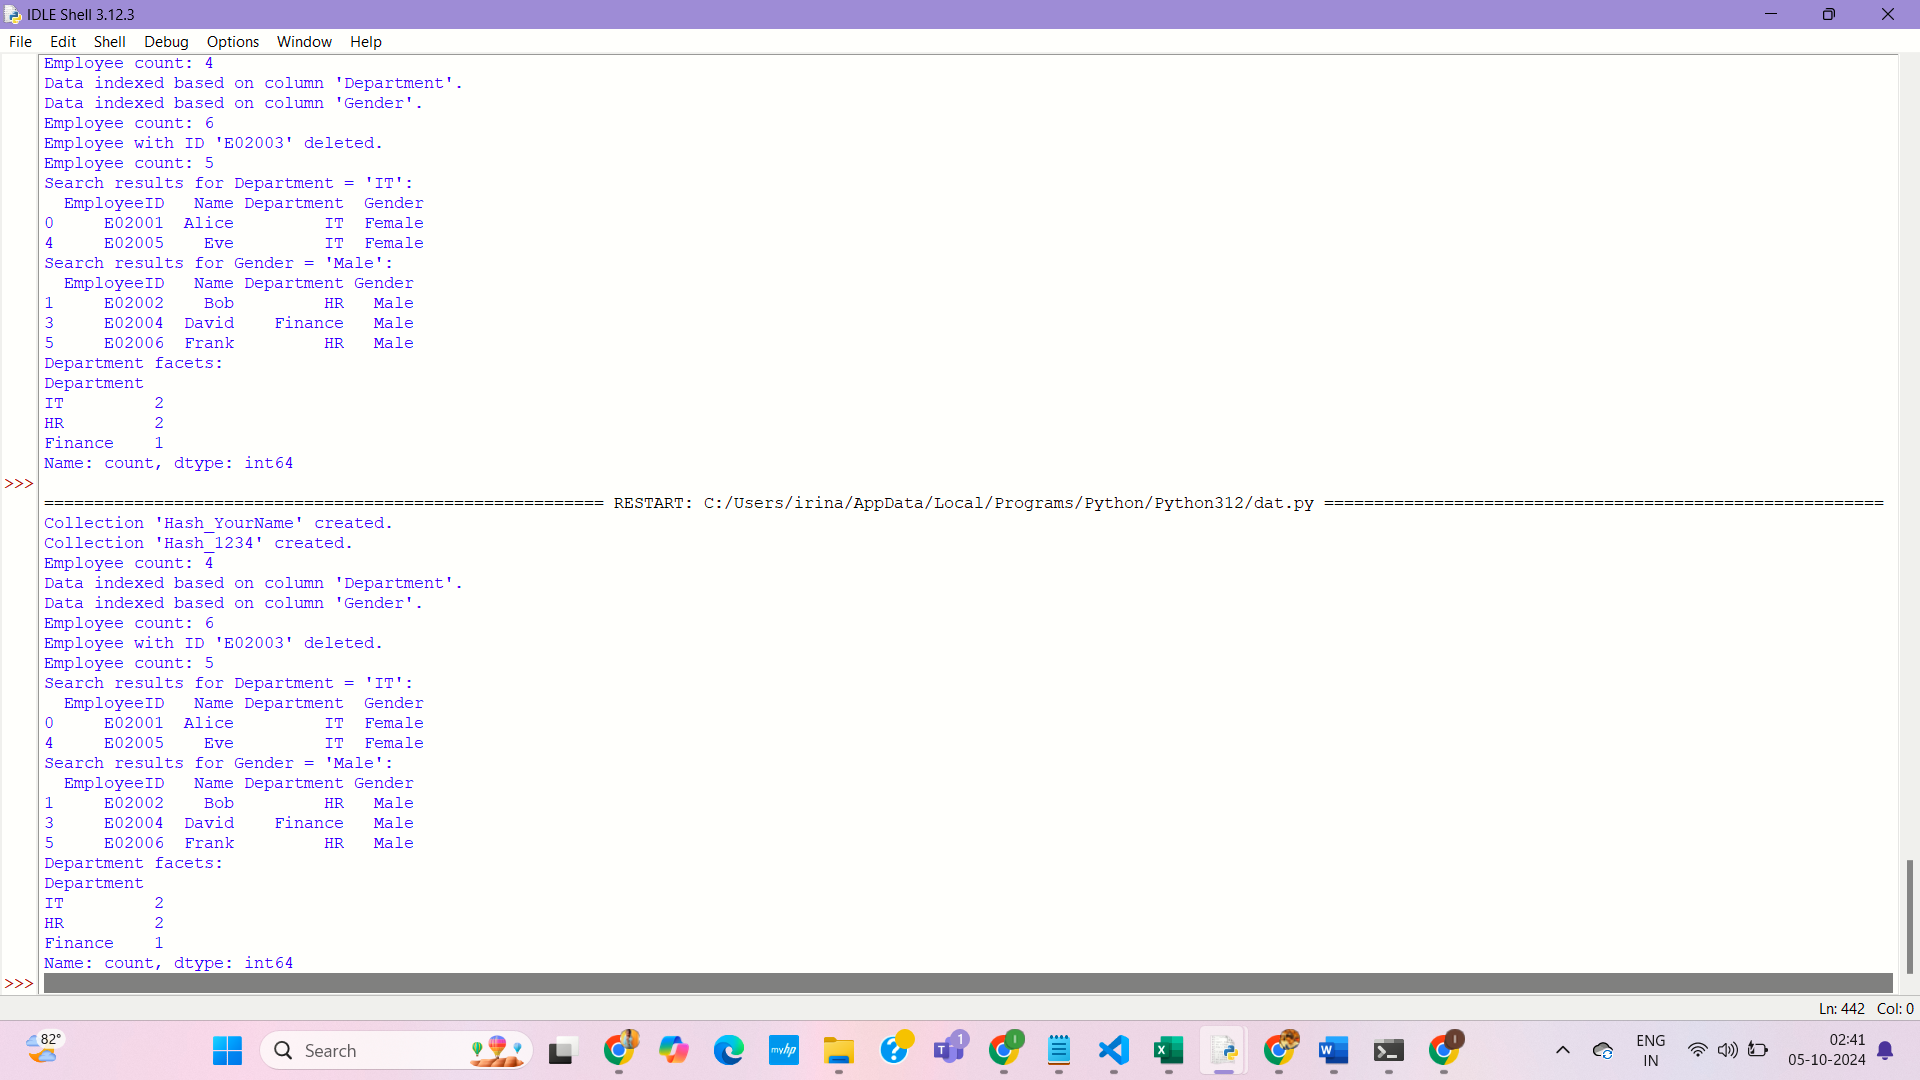 IDLE Shell 3.12.3
File Edit Shell Debug Options Window Help
Employee count: 4
Data indexed based on column 'Department'.
Data indexed based on column 'Gender'.
Employee count: 6
Employee with ID 'E02003' deleted.
Employee count: 5
Search results for Department = 'IT':
  EmployeeID   Name Department  Gender
0     E02001  Alice         IT  Female
4     E02005    Eve         IT  Female
Search results for Gender = 'Male':
  EmployeeID   Name Department Gender
1     E02002    Bob         HR   Male
3     E02004  David    Finance   Male
5     E02006  Frank         HR   Male
Department facets:
Department
IT         2
HR         2
Finance    1
Name: count, dtype: int64
>>>
======================================================== RESTART: C:/Users/irina/AppData/Local/Programs/Python/Python312/dat.py ========================================================
Collection 'Hash_YourName' created.
Collection 'Hash_1234' created.
Employee count: 4
Data indexed based on column 'Department'.
Data indexed based on column 'Gender'.
Employee count: 6
Employee with ID 'E02003' deleted.
Employee count: 5
Search results for Department = 'IT':
  EmployeeID   Name Department  Gender
0     E02001  Alice         IT  Female
4     E02005    Eve         IT  Female
Search results for Gender = 'Male':
  EmployeeID   Name Department Gender
1     E02002    Bob         HR   Male
3     E02004  David    Finance   Male
5     E02006  Frank         HR   Male
Department facets:
Department
IT         2
HR         2
Finance    1
Name: count, dtype: int64
>>>
Ln: 442 Col: 0
82°
Search
myhp
1
I
I
ENG
IN
02:41
05-10-2024